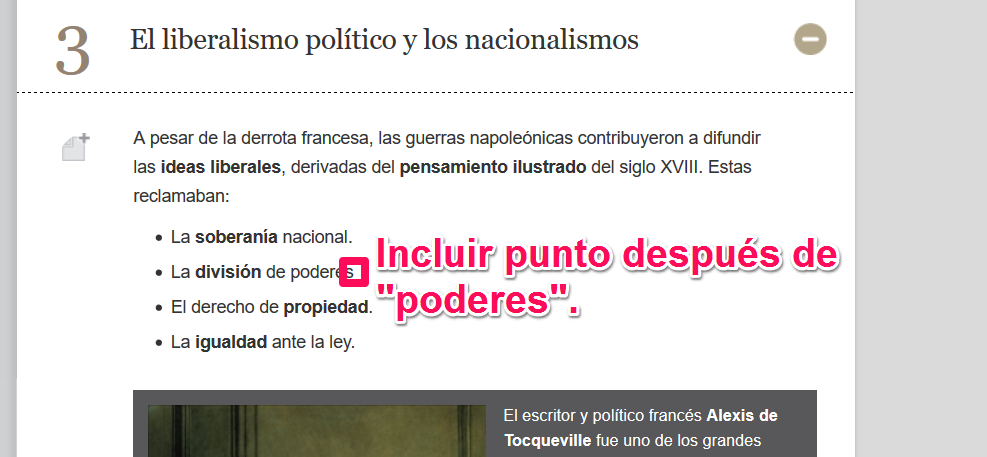 3 El liberalismo político y los nacionalismos
A pesar de la derrota francesa, las guerras napoleónicas contribuyeron a difundir
las ideas liberales, derivadas del pensamiento ilustrado del siglo XVIII. Estas
reclamaban:
• La soberanía nacional.
• La división de poderes
Incluir punto después de
"poderes".
• El derecho de propiedad.
• La igualdad ante la ley.
El escritor y político francés Alexis de
Tocqueville fue uno de los grandes